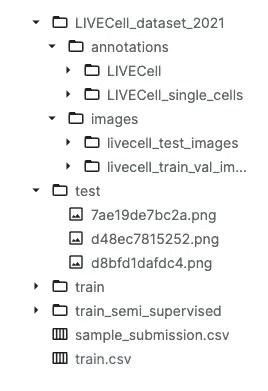 LIVECell_dataset_2021
annotations
LIVECell
LIVECell_single_cells
images
livecell_test_images
livecell_train_val_im...
test
7ae19de7bc2a.png
d48ec7815252.png
d8bfd1dafdc4.png
train
train_semi_supervised
sample_submission.csv
train.csv